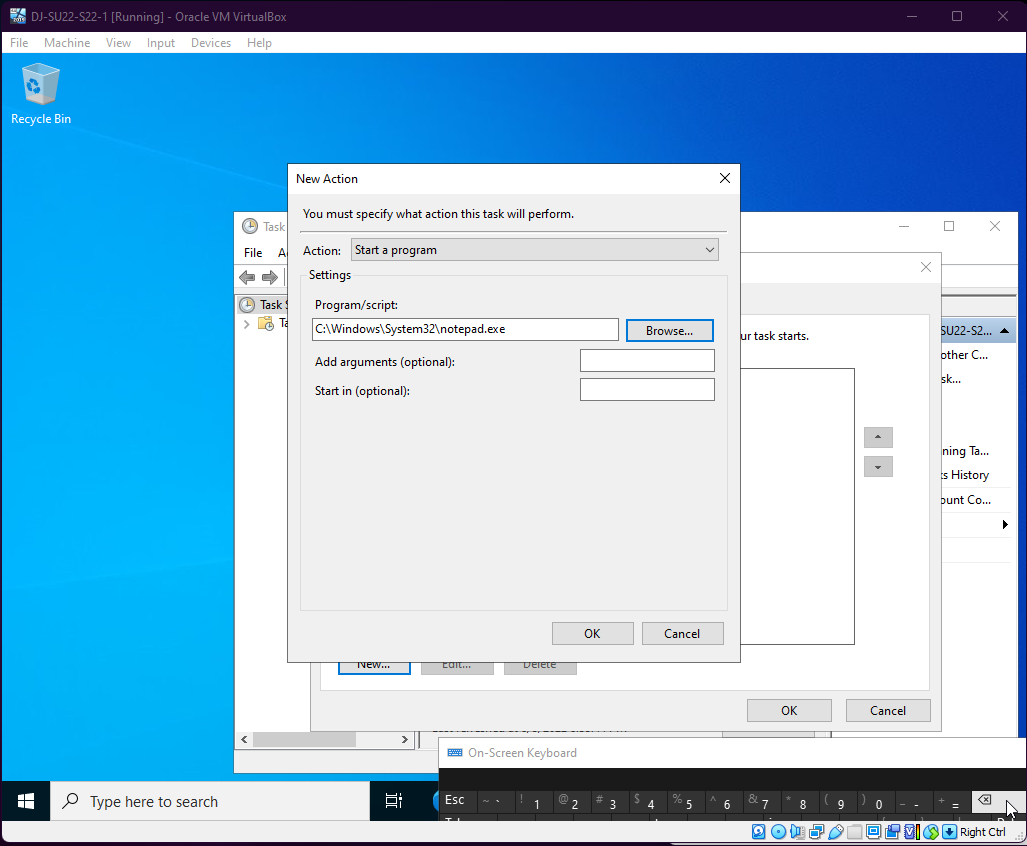 DJ-SU22-S22-1 [Running] - Oracle VM VirtualBox
File Machine View Input Devices Help
Recycle Bin
New Action
You must specify what action this task will perform.
Task
Action: Start a program
File
Settings
Task S
Program/script:
C:\Windows\System32\notepad.exe Browse...
SU22-S2...
ur task starts.
Add arguments (optional):
other C...
sk...
Start in (optional):
ning Ta...
ts History
ount Co...
OK Cancel
New... Edit... Delete
OK Cancel
On-Screen Keyboard
Type here to search
Esc ~ ` ! 1 @ 2 # 3 $ 4 % 5 ^ 6 & 7 * 8 ( 9 ) 0 _ - + =
Right Ctrl